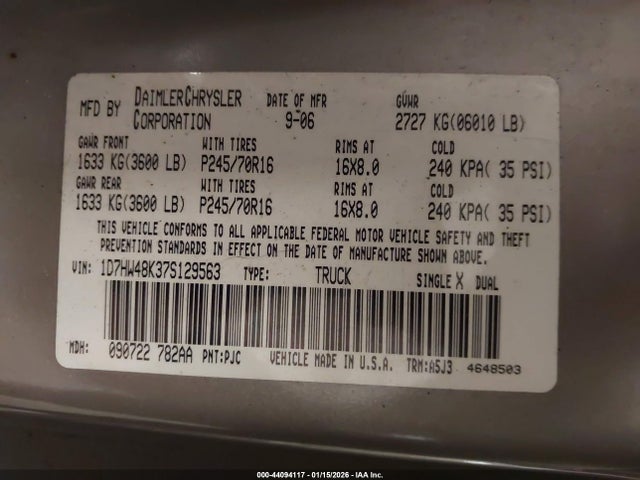 MFD BY DAIMLERCHRYSLER CORPORATION DATE OF MFR 9-06 GVWR 2727 KG(06010 LB)
GAWR FRONT WITH TIRES RIMS AT COLD
1633 KG(3600 LB) P245/70R16 16X8.0 240 KPA( 35 PSI)
GAWR REAR WITH TIRES RIMS AT COLD
1633 KG(3600 LB) P245/70R16 16X8.0 240 KPA( 35 PSI)
THIS VEHICLE CONFORMS TO ALL APPLICABLE FEDERAL MOTOR VEHICLE SAFETY AND THEFT
PREVENTION STANDARDS IN EFFECT ON THE DATE OF MANUFACTURE SHOWN ABOVE.
VIN: 1D7HW48K37S129563 TYPE: TRUCK SINGLE X DUAL
MDH: 090722 782AA PNT:PJC VEHICLE MADE IN U.S.A. TRM:A5J3 4648503
000-44094117 - 01/15/2026 - IAA Inc.